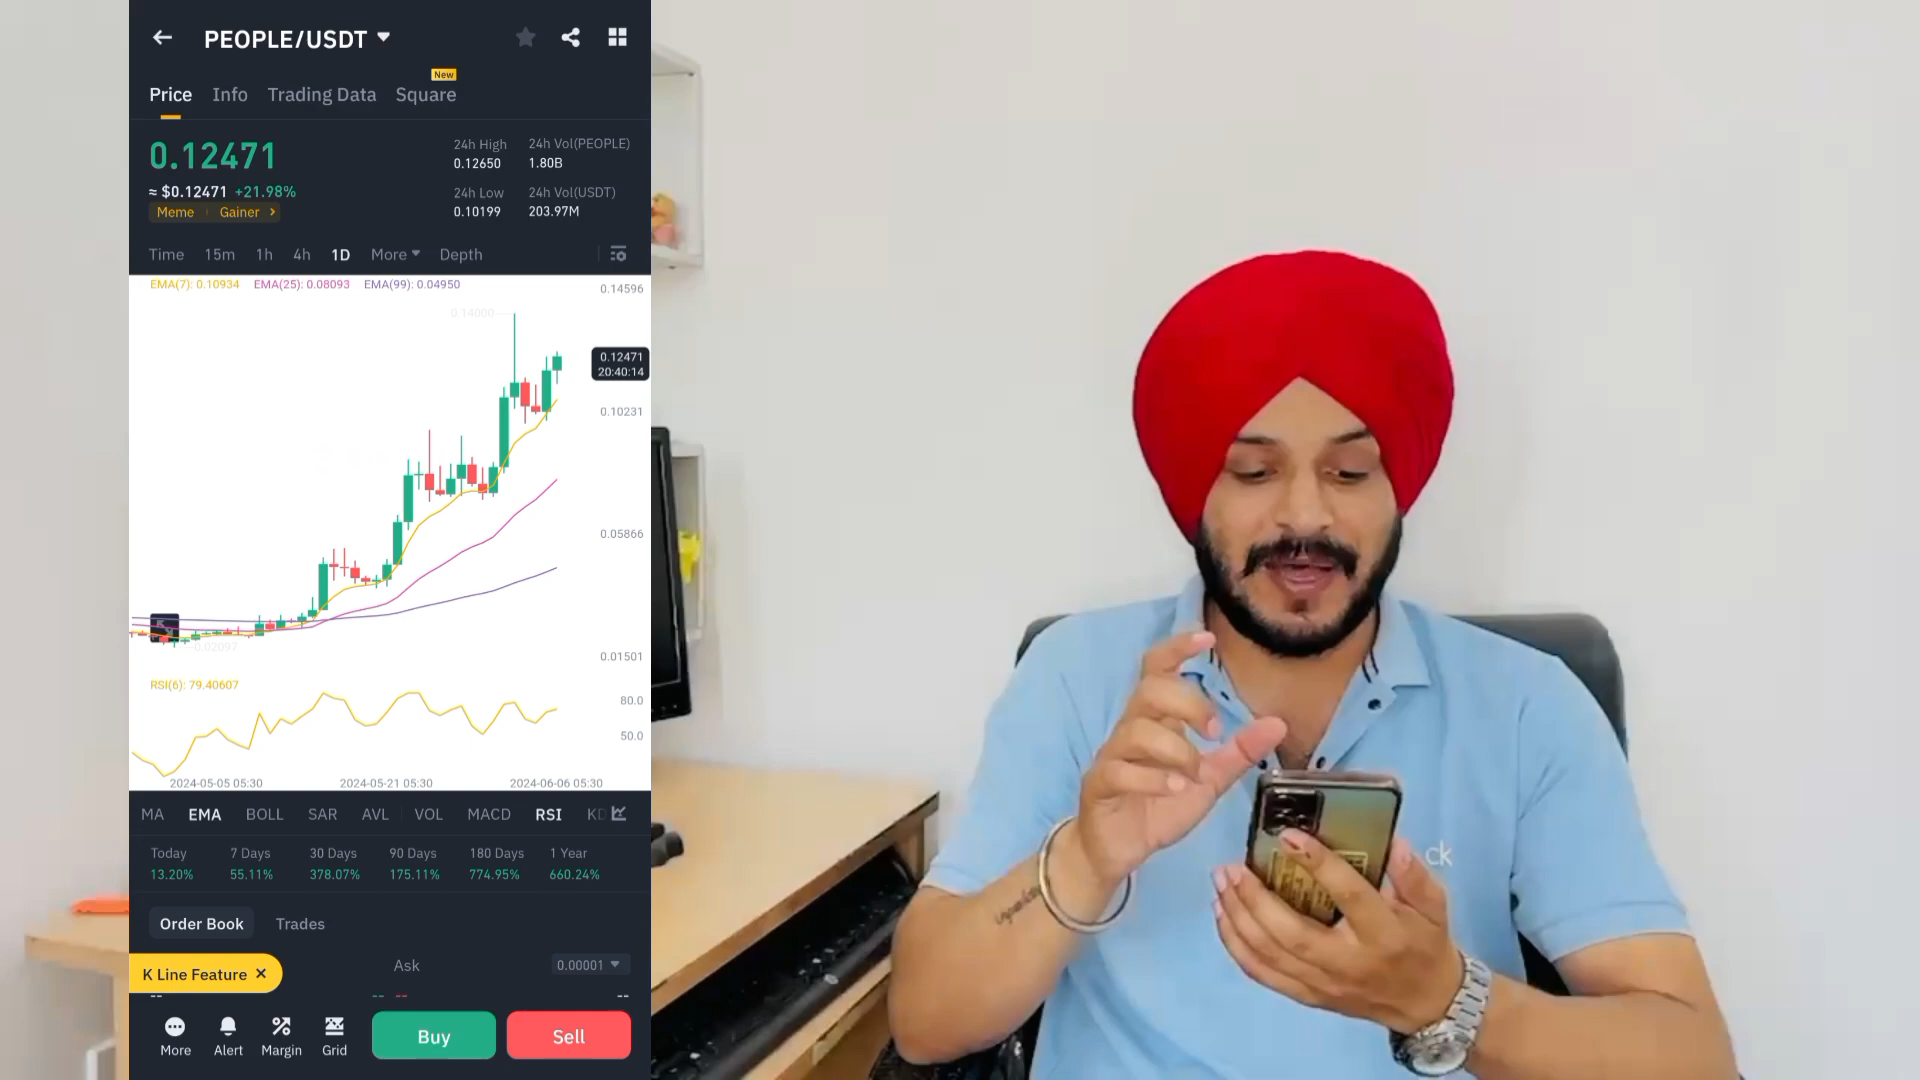 PEOPLE/USDT
New
Price Info Trading Data Square
0.12471
≈ $0.12471 +21.98%
Meme Gainer
24h High
0.12650
24h Vol(PEOPLE)
1.80B
24h Low
0.10199
24h Vol(USDT)
203.97M
Time 15m 1h 4h 1D More Depth
EMA(7): 0.10934 EMA(25): 0.08093 EMA(99): 0.04950
0.14596
0.14000
0.12471
20:40:14
0.10231
0.05866
0.02097
0.01501
RSI(6): 79.40607
80.0
50.0
2024-05-05 05:30 2024-05-21 05:30 2024-06-06 05:30
MA EMA BOLL SAR AVL VOL MACD RSI KD
Today 7 Days 30 Days 90 Days 180 Days 1 Year
13.20% 55.11% 378.07% 175.11% 774.95% 660.24%
Order Book Trades
K Line Feature ×
Ask
0.00001
-- -- -- --
More Alert Margin Grid
Buy Sell
ck